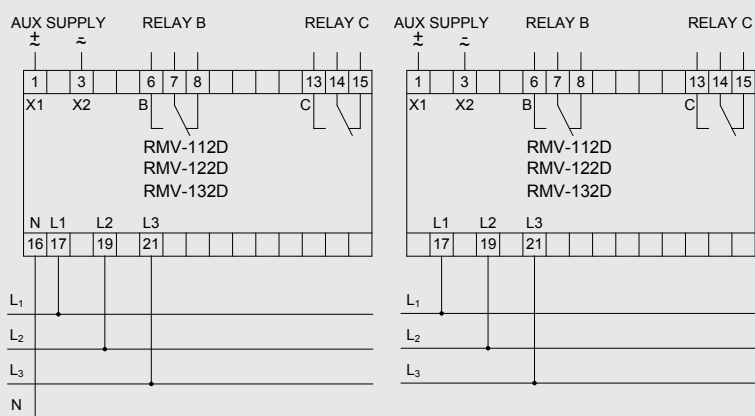 AUX SUPPLY RELAY B RELAY C
± ~ ~
1 3 6 7 8 13 14 15
X1 X2 B C
RMV-112D
RMV-122D
RMV-132D
N L1 L2 L3
16 17 19 21
L₁
L₂
L₃
N
AUX SUPPLY RELAY B RELAY C
± ~ ~
1 3 6 7 8 13 14 15
X1 X2 B C
RMV-112D
RMV-122D
RMV-132D
L1 L2 L3
17 19 21
L₁
L₂
L₃